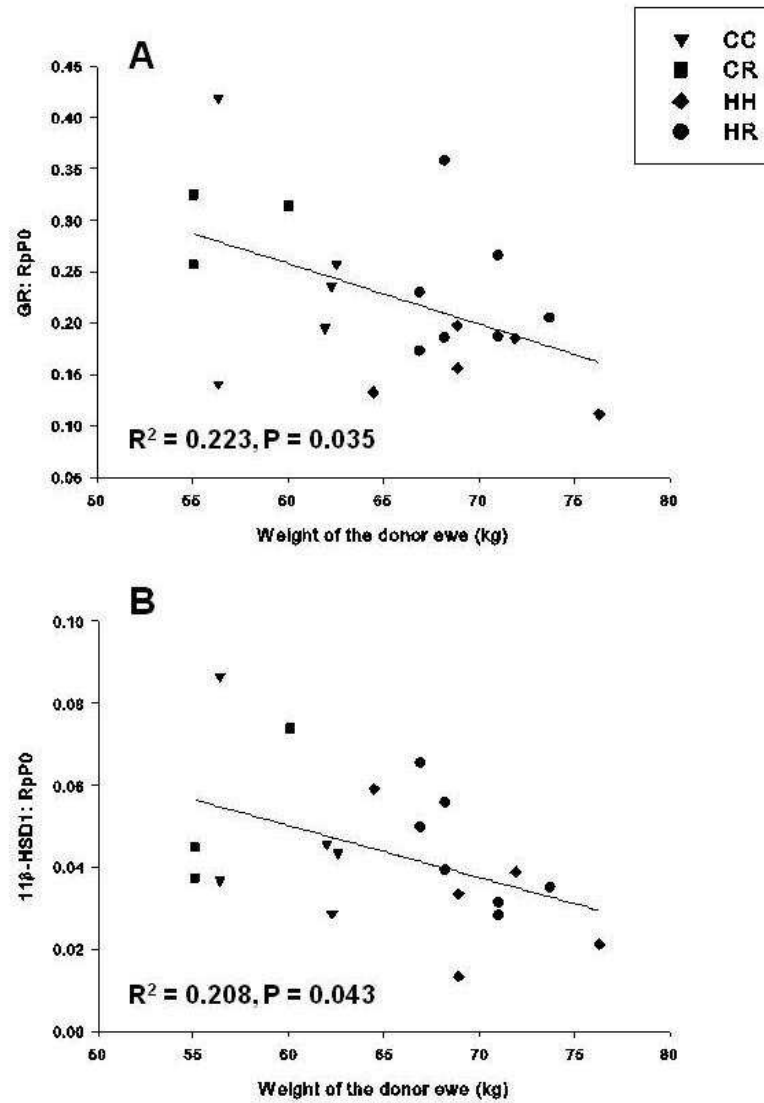 CC
CR
HH
HR
A
0.45
0.40
0.35
0.30
0.25
0.20
0.15
0.10
0.05
GR: RpP0
R² = 0.223, P = 0.035
50 55 60 65 70 75 80
Weight of the donor ewe (kg)
B
0.10
0.08
0.06
0.04
0.02
0.00
11β-HSD1: RpP0
R² = 0.208, P = 0.043
50 55 60 65 70 75 80
Weight of the donor ewe (kg)